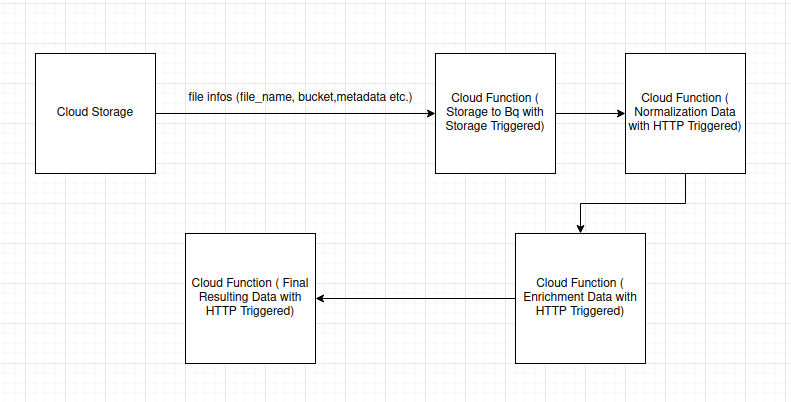 Cloud Storage
file infos (file_name, bucket,metadata etc.)
Cloud Function (
Storage to Bq with
Storage Triggered)
Cloud Function (
Normalization Data
with HTTP Triggered)
Cloud Function ( Final
Resulting Data with
HTTP Triggered)
Cloud Function (
Enrichment Data with
HTTP Triggered)